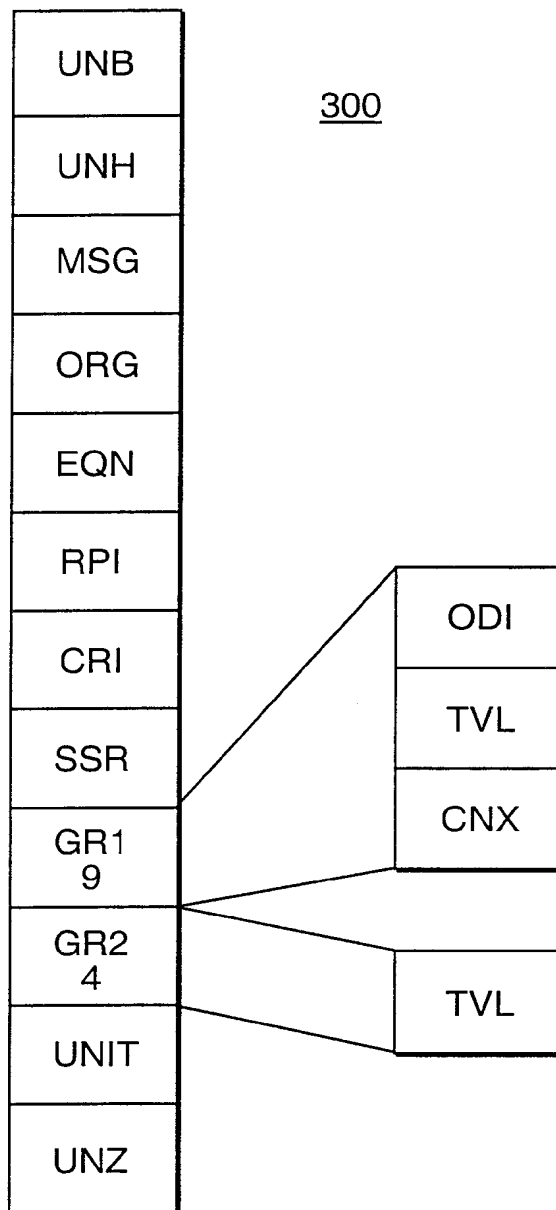 UNB
300
UNH
MSG
ORG
EQN
RPI
CRI
SSR
GR1
9
GR2
4
UNIT
UNZ
ODI
TVL
CNX
TVL